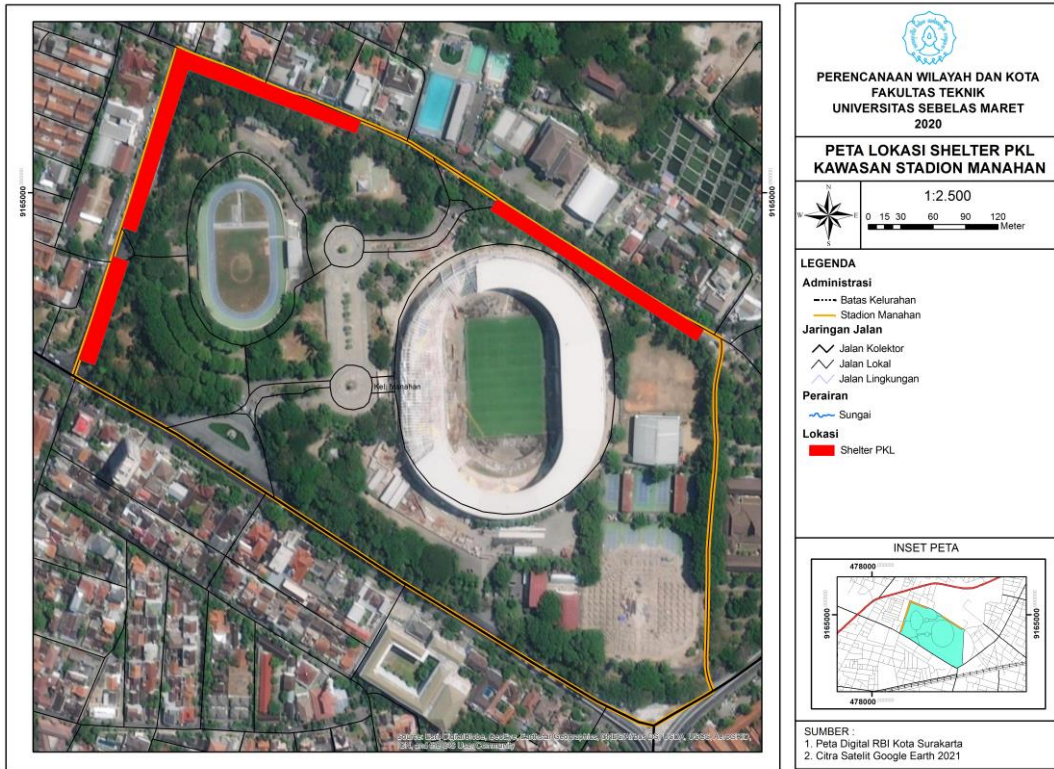 PERENCANAAN WILAYAH DAN KOTA
FAKULTAS TEKNIK
UNIVERSITAS SEBELAS MARET
2020
PETA LOKASI SHELTER PKL
KAWASAN STADION MANAHAN
N
W
E
S
1:2.500
0 15 30 60 90 120
Meter
LEGENDA
Administrasi
Batas Kelurahan
Stadion Manahan
Jaringan Jalan
Jalan Kolektor
Jalan Lokal
Jalan Lingkungan
Perairan
Sungai
Lokasi
Shelter PKL
INSET PETA
478000
9165000
9165000
478000
SUMBER :
1. Peta Digital RBI Kota Surakarta
2. Citra Satelit Google Earth 2021
9165000
9165000
Kel. Manahan